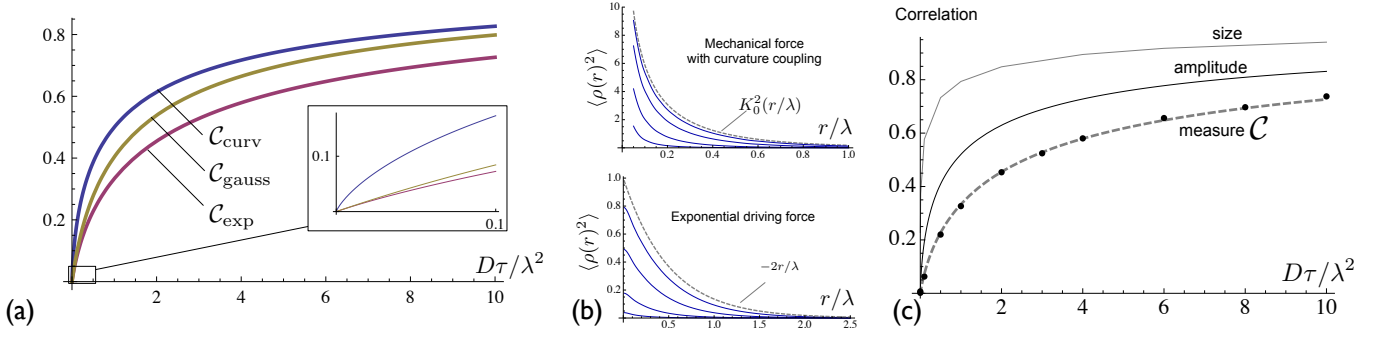 0.8
0.6
0.4
0.2
2
4
6
8
10
𝒞curv
𝒞gauss
𝒞exp
0.1
0.1
Dτ/λ²
(a)
10
8
6
4
2
0
0.2
0.4
0.6
0.8
1.0
⟨ρ(r)²⟩
Mechanical force
with curvature coupling
K₀²(r/λ)
r/λ
1.0
0.8
0.6
0.4
0.2
0.0
0.5
1.0
1.5
2.0
2.5
⟨ρ(r)²⟩
Exponential driving force
−2r/λ
r/λ
(b)
Correlation
0.8
0.6
0.4
0.2
2
4
6
8
10
size
amplitude
measure 𝒞
Dτ/λ²
(c)